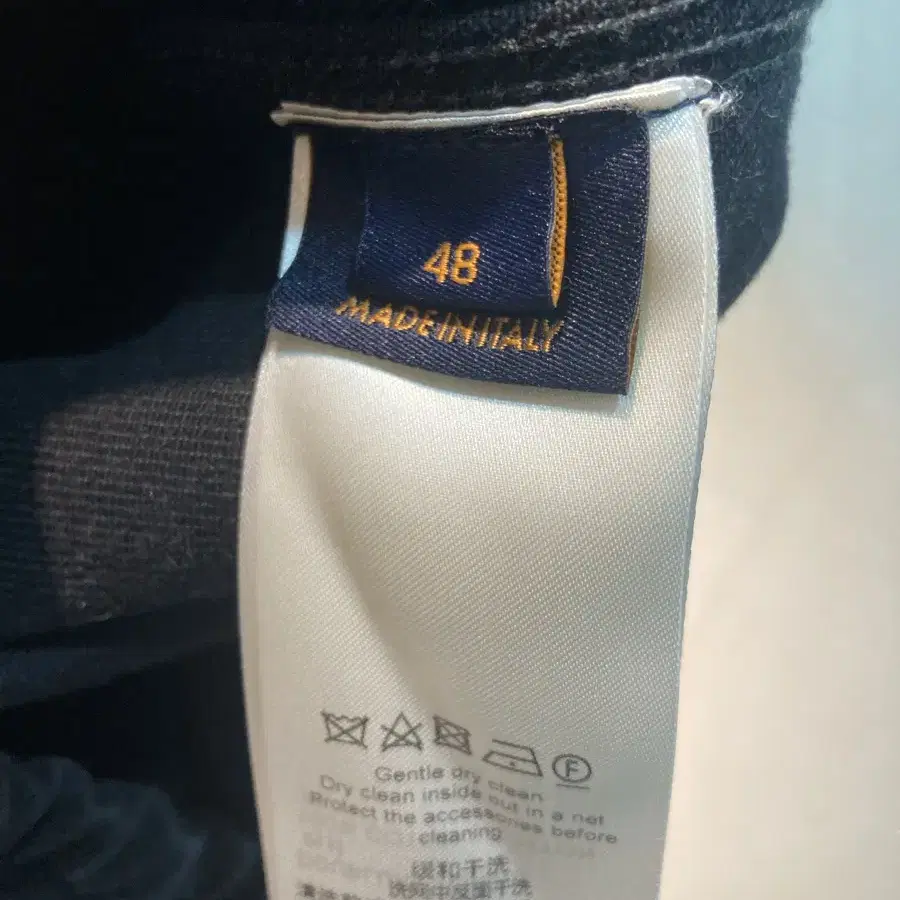 48
MADE IN ITALY
F
Gentle dry clean
Dry clean inside out in a net
Protect the accessories before
cleaning
缓和干洗